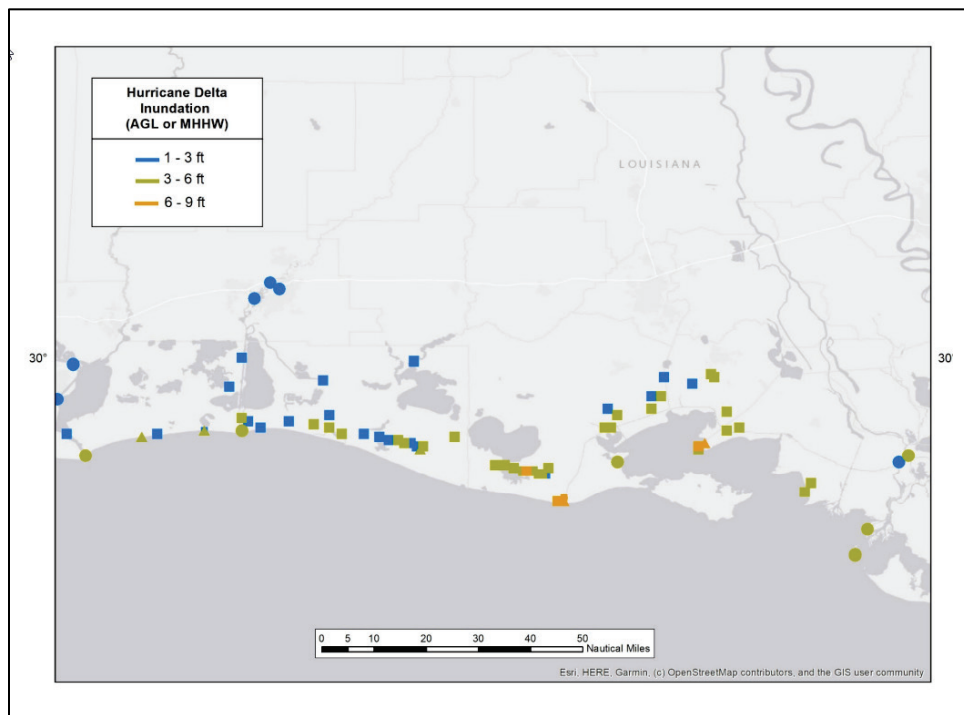 Hurricane Delta
Inundation
(AGL or MHHW)
1 - 3 ft
3 - 6 ft
6 - 9 ft
LOUISIANA
30°
30°
0 5 10 20 30 40 50
Nautical Miles
Esri, HERE, Garmin, (c) OpenStreetMap contributors, and the GIS user community